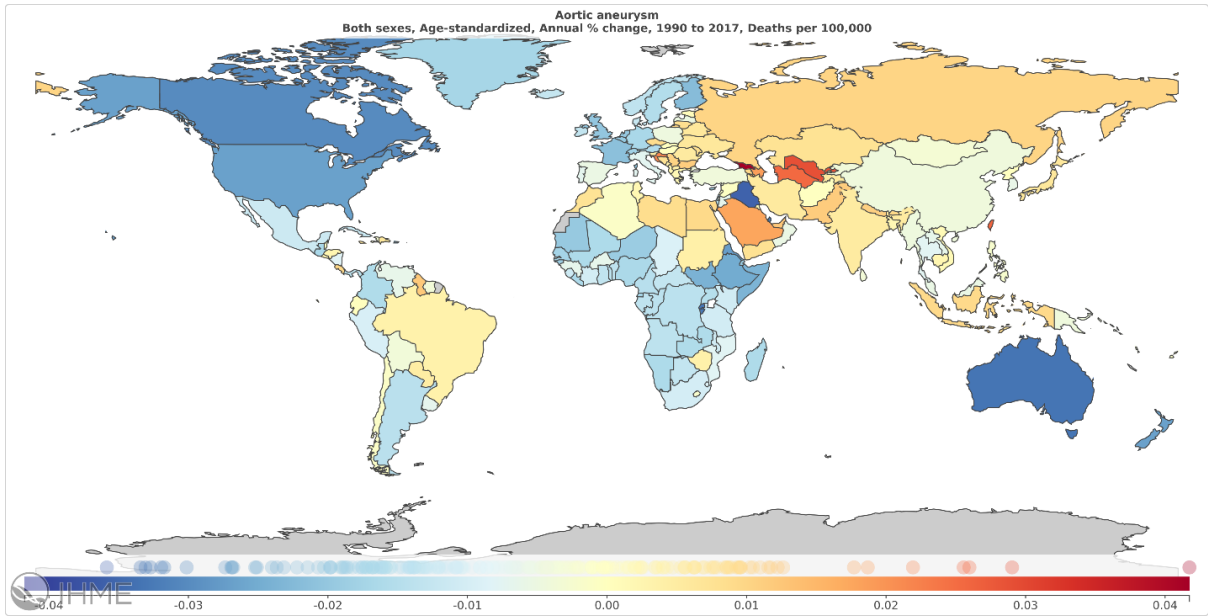 Aortic aneurysm
Both sexes, Age-standardized, Annual % change, 1990 to 2017, Deaths per 100,000
-0.04 -0.03 -0.02 -0.01 0.00 0.01 0.02 0.03 0.04
IHME